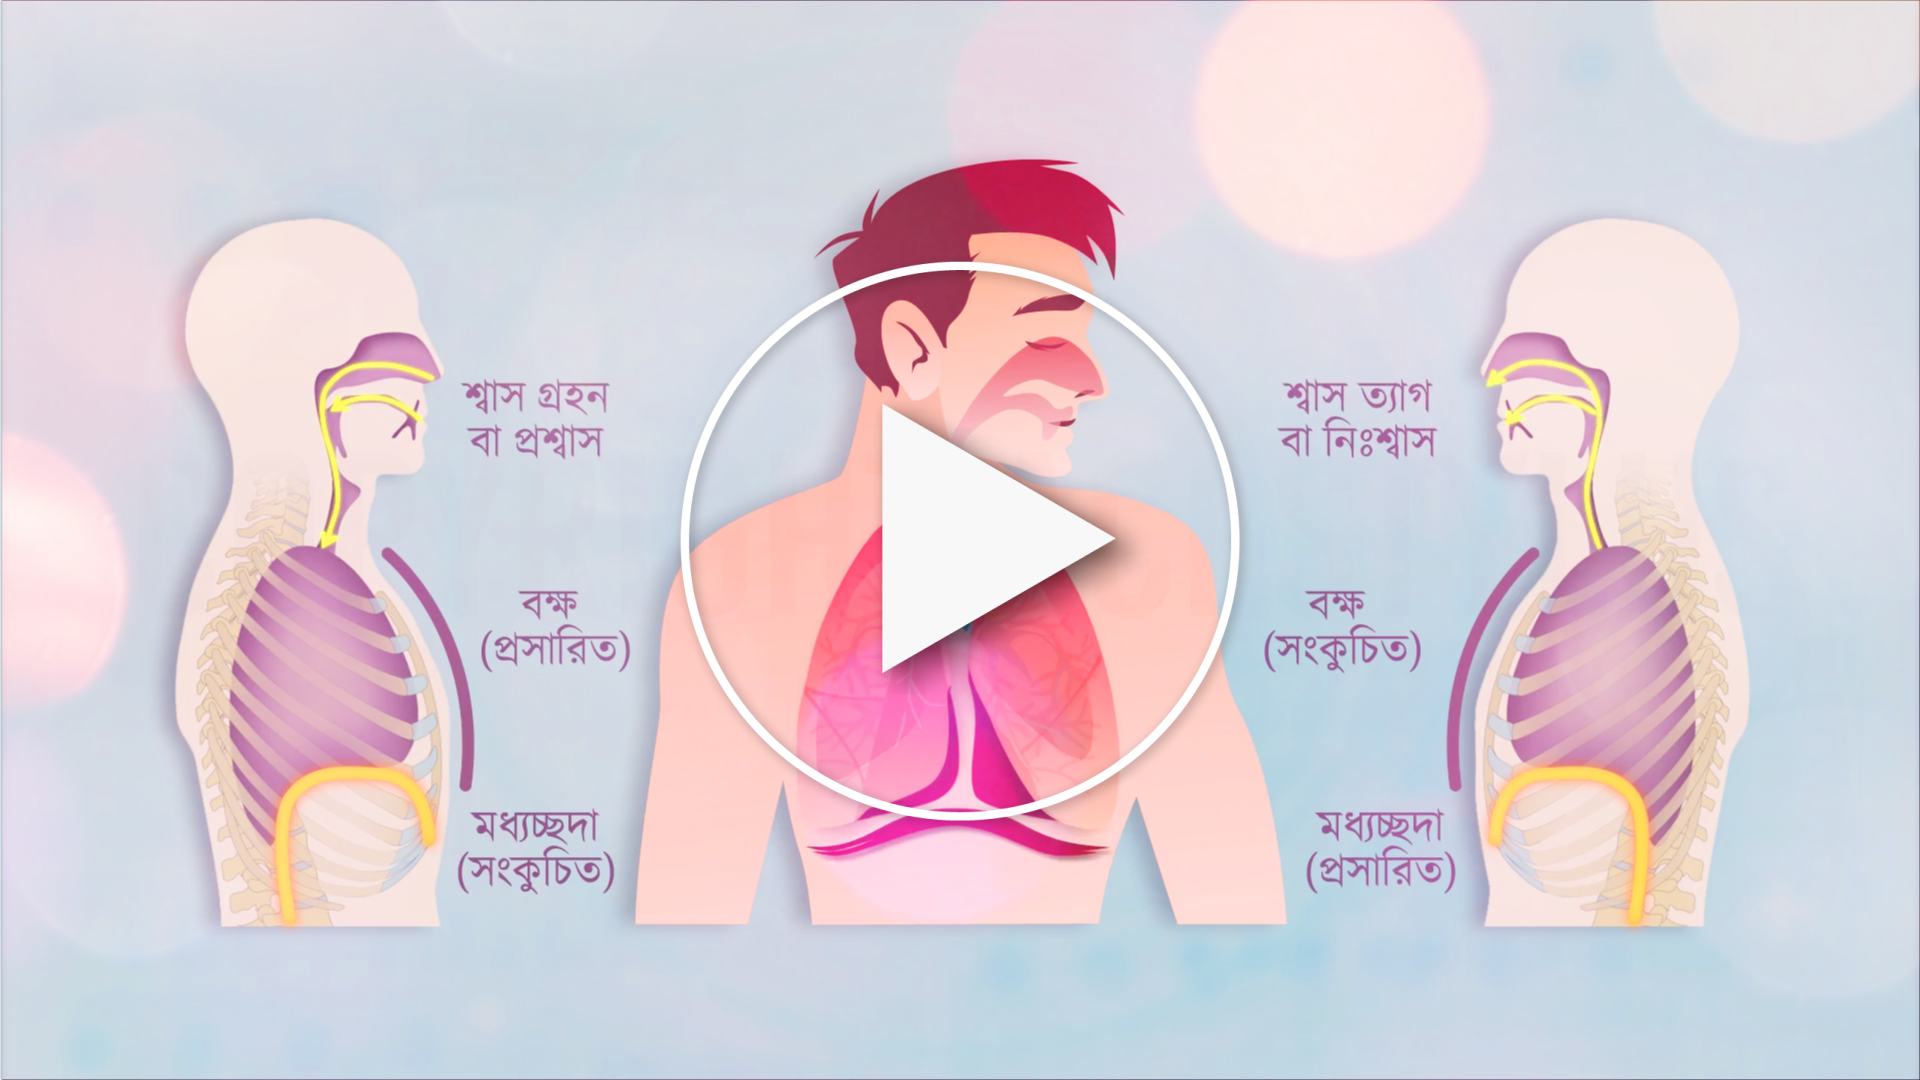 শ্বাস গ্রহন
বা প্রশ্বাস
বক্ষ
(প্রসারিত)
মধ্যচ্ছদা
(সংকুচিত)
শ্বাস ত্যাগ
বা নিঃশ্বাস
বক্ষ
(সংকুচিত)
মধ্যচ্ছদা
(প্রসারিত)